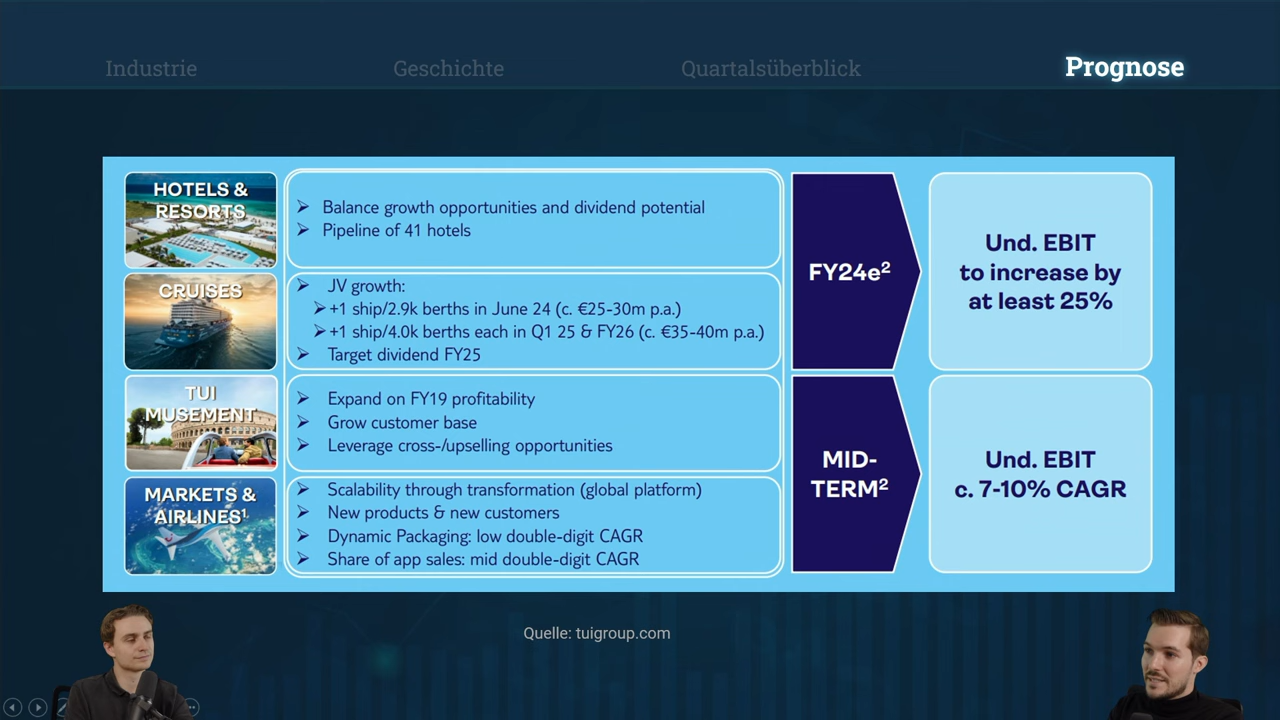 Industrie
Geschichte
Quartalsüberblick
Prognose
HOTELS &
RESORTS
Balance growth opportunities and dividend potential
Pipeline of 41 hotels
CRUISES
JV growth:
+1 ship/2.9k berths in June 24 (c. €25-30m p.a.)
+1 ship/4.0k berths each in Q1 25 & FY26 (c. €35-40m p.a.)
Target dividend FY25
TUI
MUSEMENT
Expand on FY19 profitability
Grow customer base
Leverage cross-/upselling opportunities
MARKETS &
AIRLINES¹
Scalability through transformation (global platform)
New products & new customers
Dynamic Packaging: low double-digit CAGR
Share of app sales: mid double-digit CAGR
FY24e²
Und. EBIT
to increase by
at least 25%
MID-
TERM²
Und. EBIT
c. 7-10% CAGR
Quelle: tuigroup.com